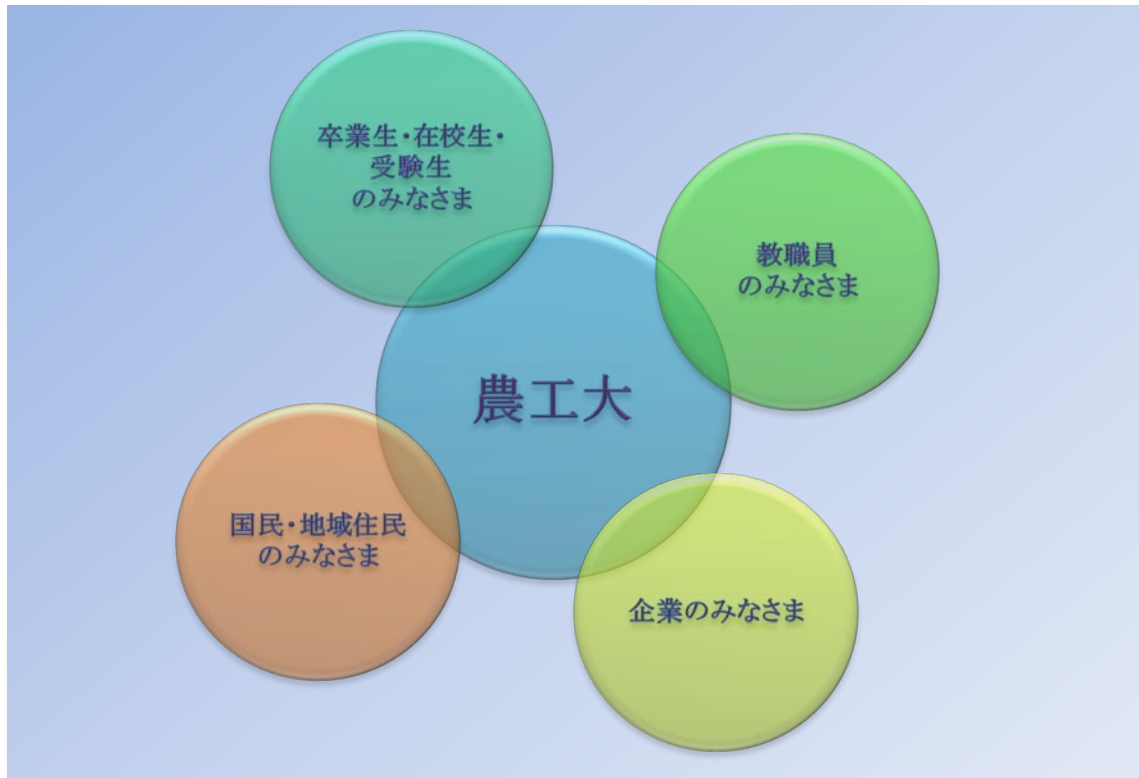 卒業生・在校生・
受験生
のみなさま
教職員
のみなさま
農工大
国民・地域住民
のみなさま
企業のみなさま